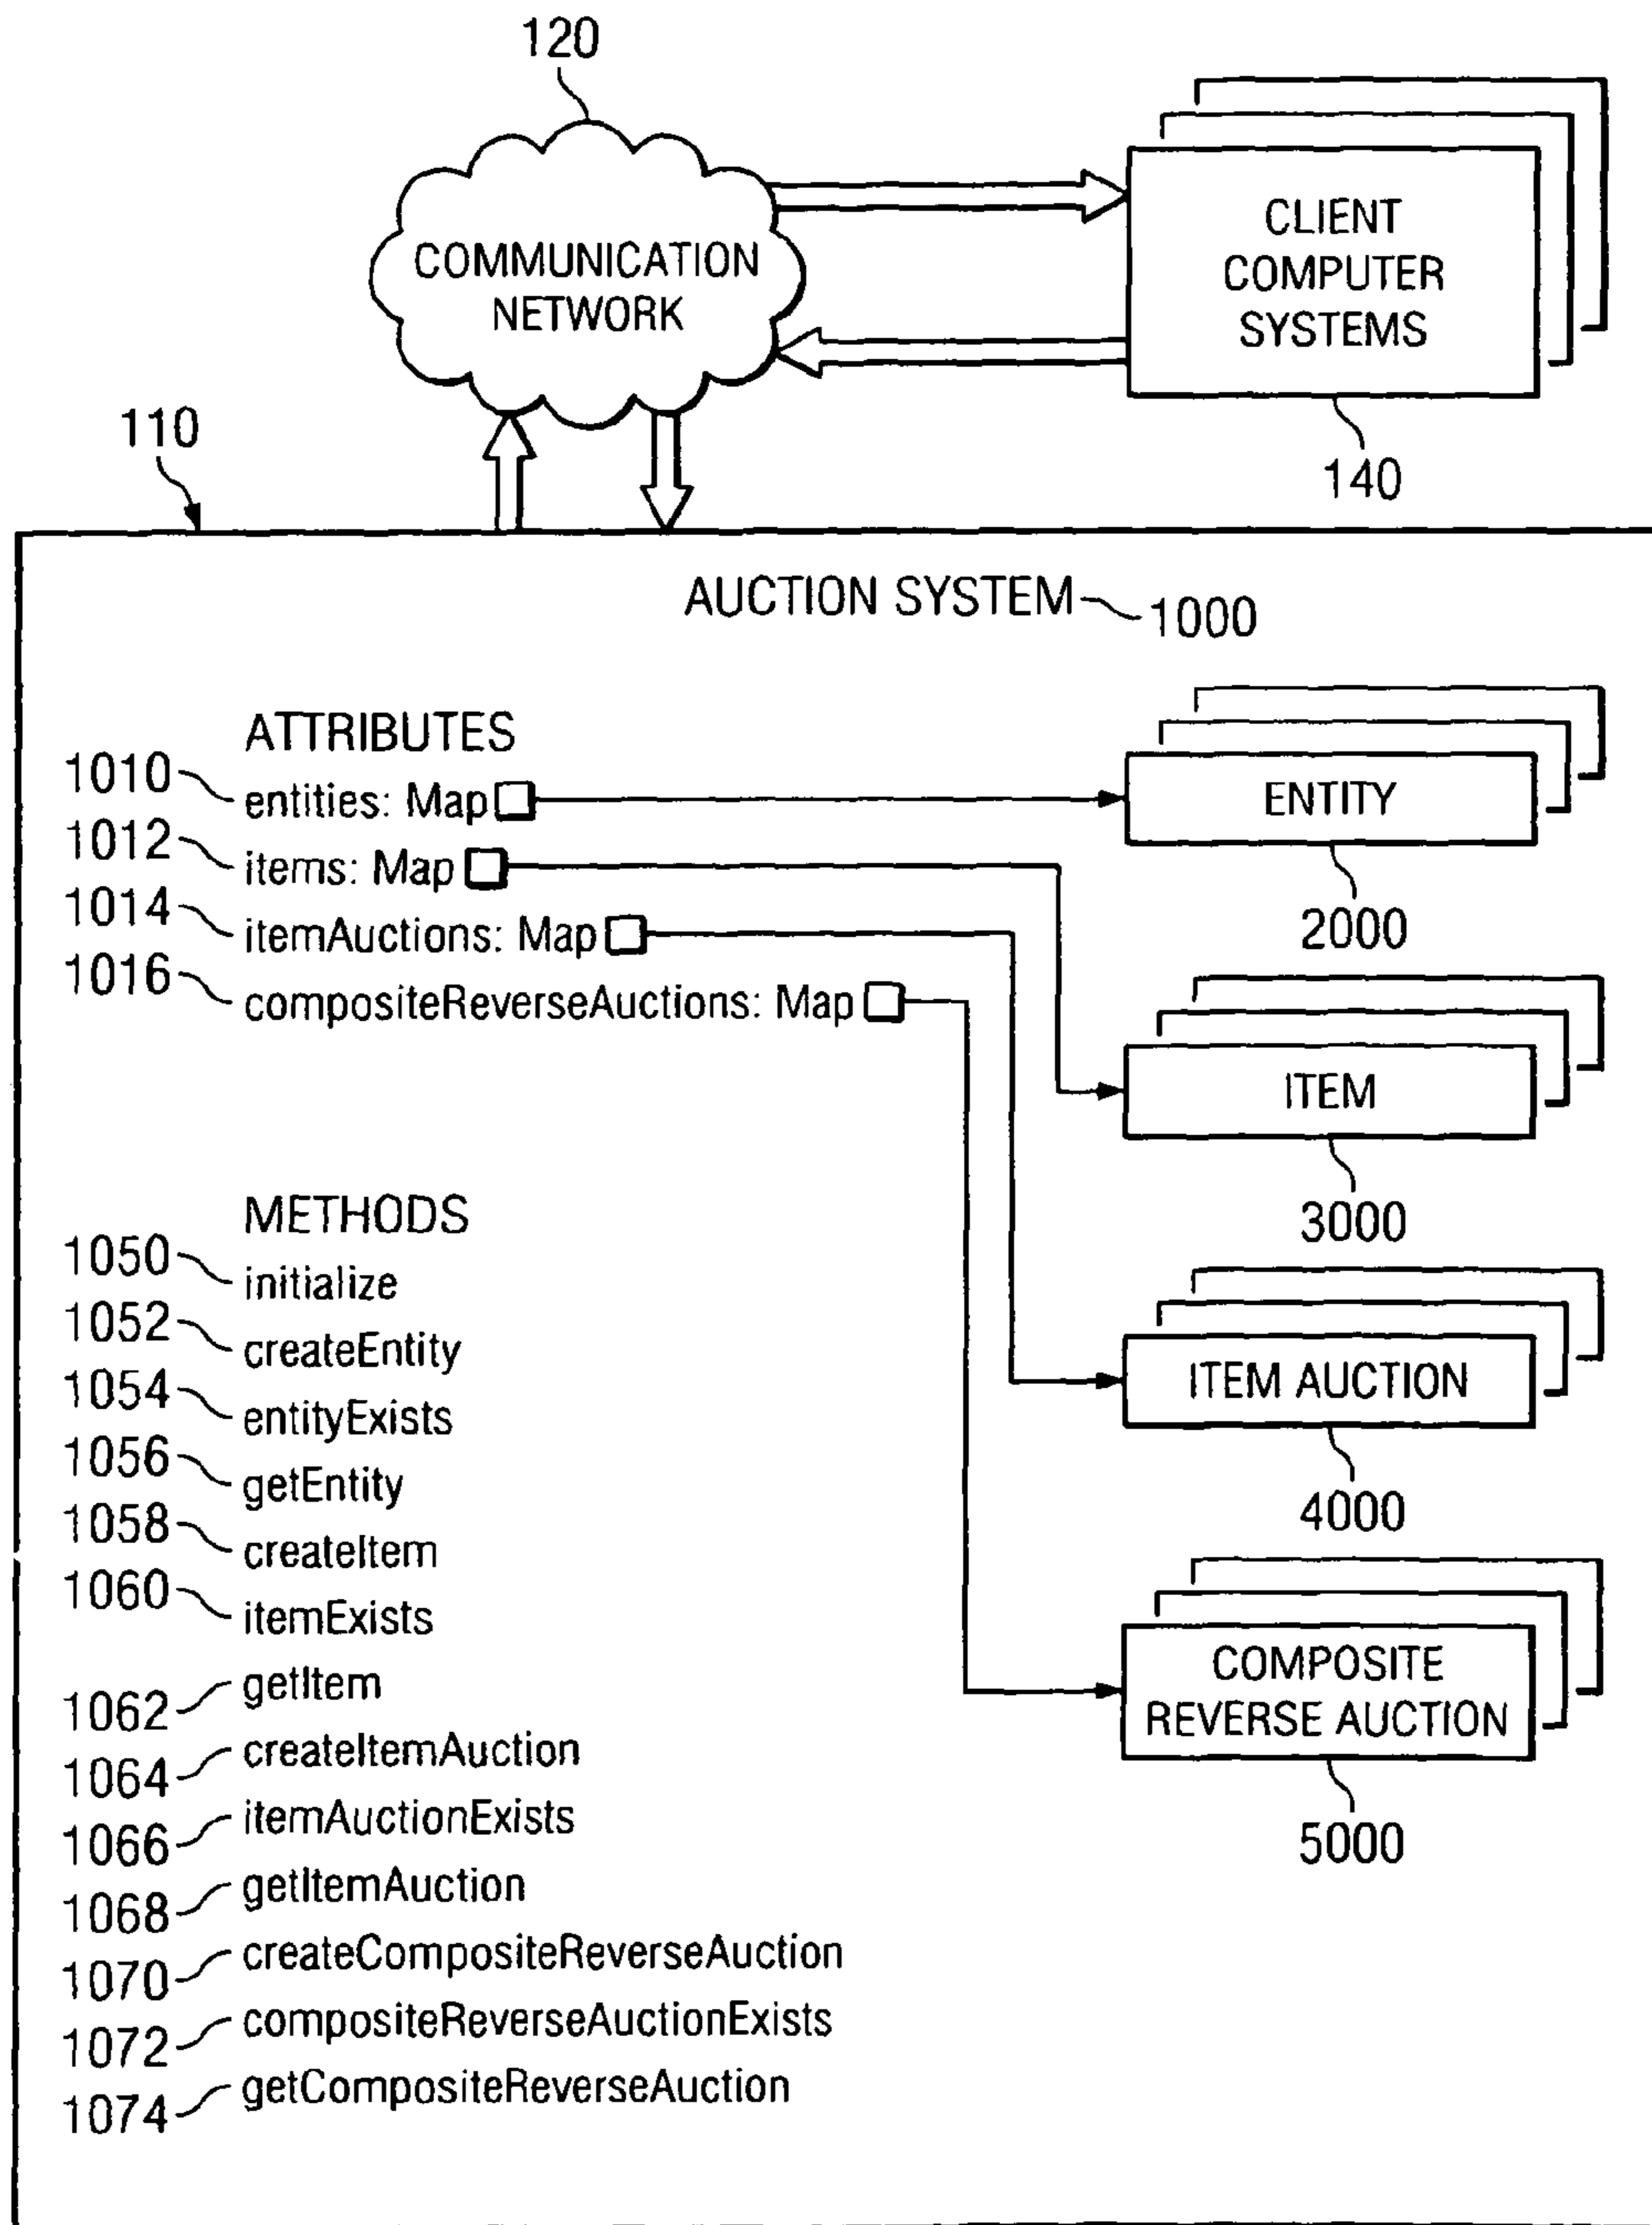 120
COMMUNICATION
NETWORK
CLIENT
COMPUTER
SYSTEMS
140
110
AUCTION SYSTEM 1000
ATTRIBUTES
1010 entities: Map
1012 items: Map
1014 itemAuctions: Map
1016 compositeReverseAuctions: Map
ENTITY
2000
ITEM
3000
ITEM AUCTION
4000
COMPOSITE
REVERSE AUCTION
5000
METHODS
1050 initialize
1052 createEntity
1054 entityExists
1056 getEntity
1058 createItem
1060 itemExists
1062 getItem
1064 createItemAuction
1066 itemAuctionExists
1068 getItemAuction
1070 createCompositeReverseAuction
1072 compositeReverseAuctionExists
1074 getCompositeReverseAuction